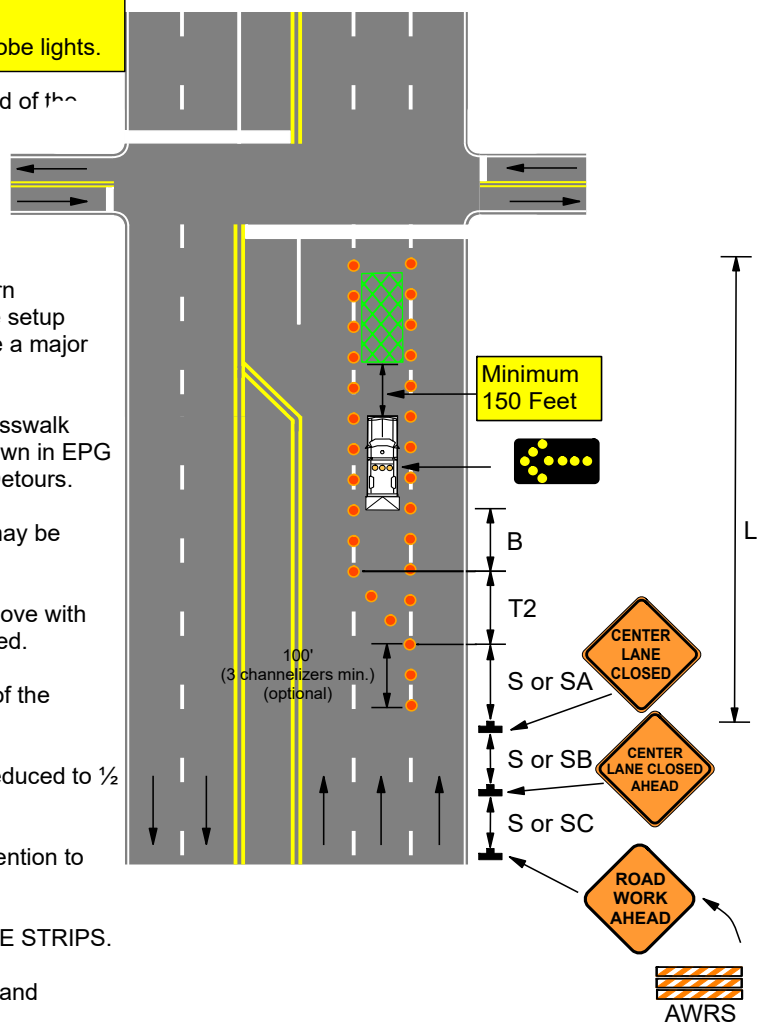 obe lights.
d of the
rn
setup
e a major
sswalk
wn in EPG
Detours.
may be
ove with
ed.
of the
educed to ½
ention to
E STRIPS.
and
Minimum
150 Feet
B
T2
L
100'
(3 channelizers min.)
(optional)
S or SA
CENTER
LANE
CLOSED
S or SB
CENTER
LANE CLOSED
AHEAD
S or SC
ROAD
WORK
AHEAD
AWRS